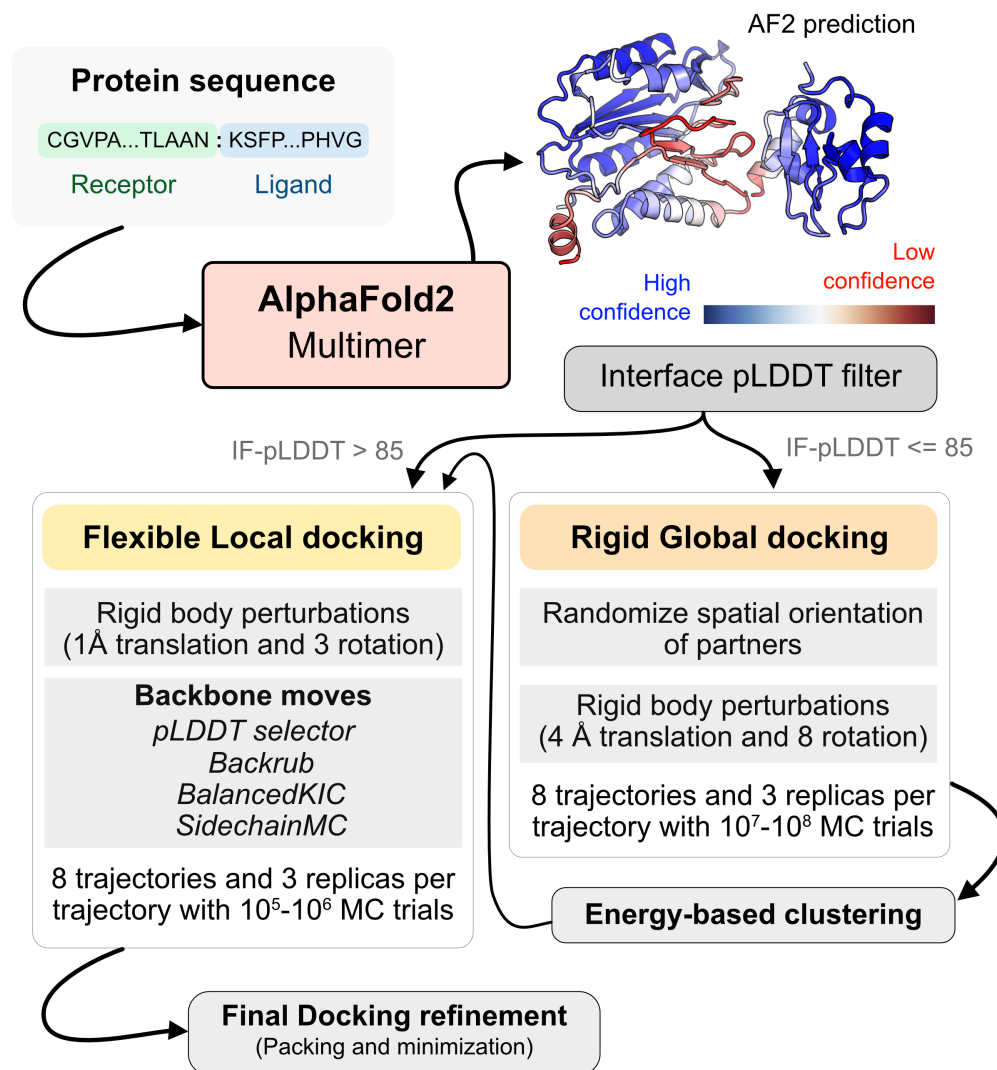 AF2 prediction
Protein sequence
CGVPA...TLAAN : KSFP...PHVG
Receptor
Ligand
AlphaFold2
Multimer
High
confidence
Low
confidence
Interface pLDDT filter
IF-pLDDT > 85
IF-pLDDT <= 85
Flexible Local docking
Rigid body perturbations
(1Å translation and 3 rotation)
Backbone moves
pLDDT selector
Backrub
BalancedKIC
SidechainMC
8 trajectories and 3 replicas per
trajectory with 10⁵-10⁶ MC trials
Rigid Global docking
Randomize spatial orientation
of partners
Rigid body perturbations
(4 Å translation and 8 rotation)
8 trajectories and 3 replicas per
trajectory with 10⁷-10⁸ MC trials
Energy-based clustering
Final Docking refinement
(Packing and minimization)